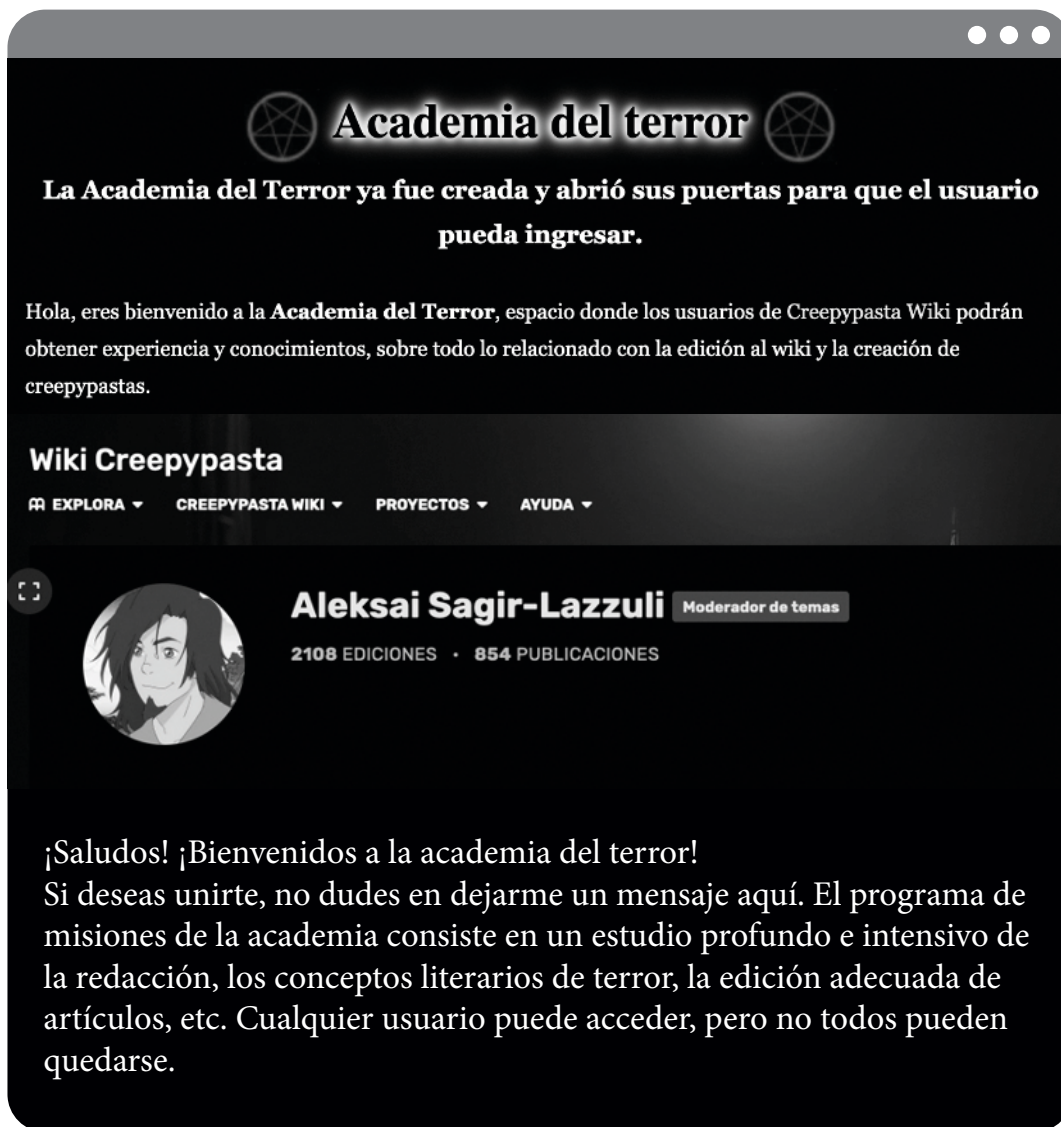 Academia del terror
La Academia del Terror ya fue creada y abrió sus puertas para que el usuario
pueda ingresar.
Hola, eres bienvenido a la Academia del Terror, espacio donde los usuarios de Creepypasta Wiki podrán
obtener experiencia y conocimientos, sobre todo lo relacionado con la edición al wiki y la creación de
creepypastas.
Wiki Creepypasta
EXPLORA CREEPYPASTA WIKI PROYECTOS AYUDA
Aleksai Sagir-Lazzuli Moderador de temas
2108 EDICIONES • 854 PUBLICACIONES
¡Saludos! ¡Bienvenidos a la academia del terror!
Si deseas unirte, no dudes en dejarme un mensaje aquí. El programa de
misiones de la academia consiste en un estudio profundo e intensivo de
la redacción, los conceptos literarios de terror, la edición adecuada de
artículos, etc. Cualquier usuario puede acceder, pero no todos pueden
quedarse.